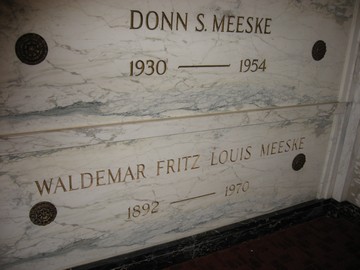 DONN S. MEESKE
1930 — 1954
WALDEMAR FRITZ LOUIS MEESKE
1892 — 1970